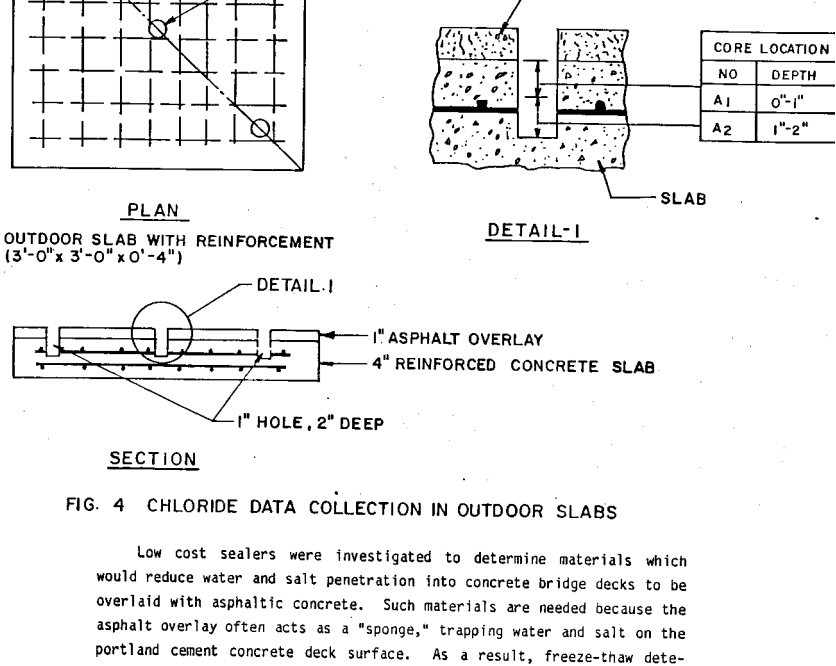 CORE LOCATION
NO DEPTH
A1 0"-1"
A2 1"-2"
SLAB
PLAN
DETAIL-1
OUTDOOR SLAB WITH REINFORCEMENT
(3'-0"x 3'-0"x 0'-4")
DETAIL.1
1" ASPHALT OVERLAY
4" REINFORCED CONCRETE SLAB
1" HOLE, 2" DEEP
SECTION
FIG. 4 CHLORIDE DATA COLLECTION IN OUTDOOR SLABS
Low cost sealers were investigated to determine materials which
would reduce water and salt penetration into concrete bridge decks to be
overlaid with asphaltic concrete. Such materials are needed because the
asphalt overlay often acts as a "sponge," trapping water and salt on the
portland cement concrete deck surface. As a result, freeze-thaw dete-